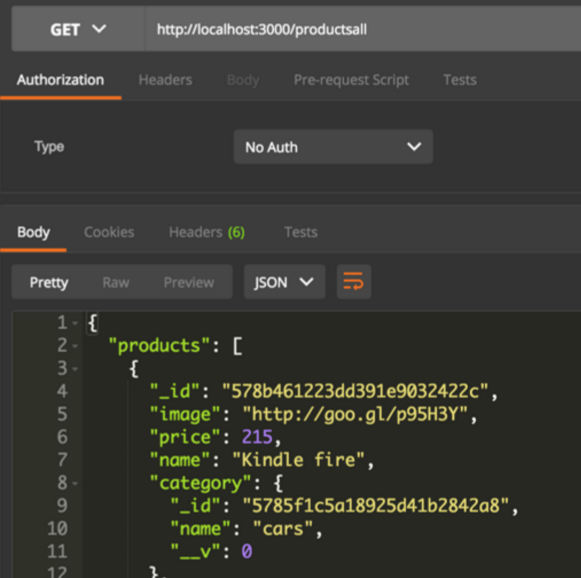 GET http://localhost:3000/productsall
Authorization Headers Body Pre-request Script Tests
Type No Auth
Body Cookies Headers (6) Tests
Pretty Raw Preview JSON
1 {
2 "products": [
3 {
4 "_id": "578b461223dd391e9032422c",
5 "image": "http://goo.gl/p95H3Y",
6 "price": 215,
7 "name": "Kindle fire",
8 "category": {
9 "_id": "5785f1c5a18925d41b2842a8",
10 "name": "cars",
11 "__v": 0
12 },